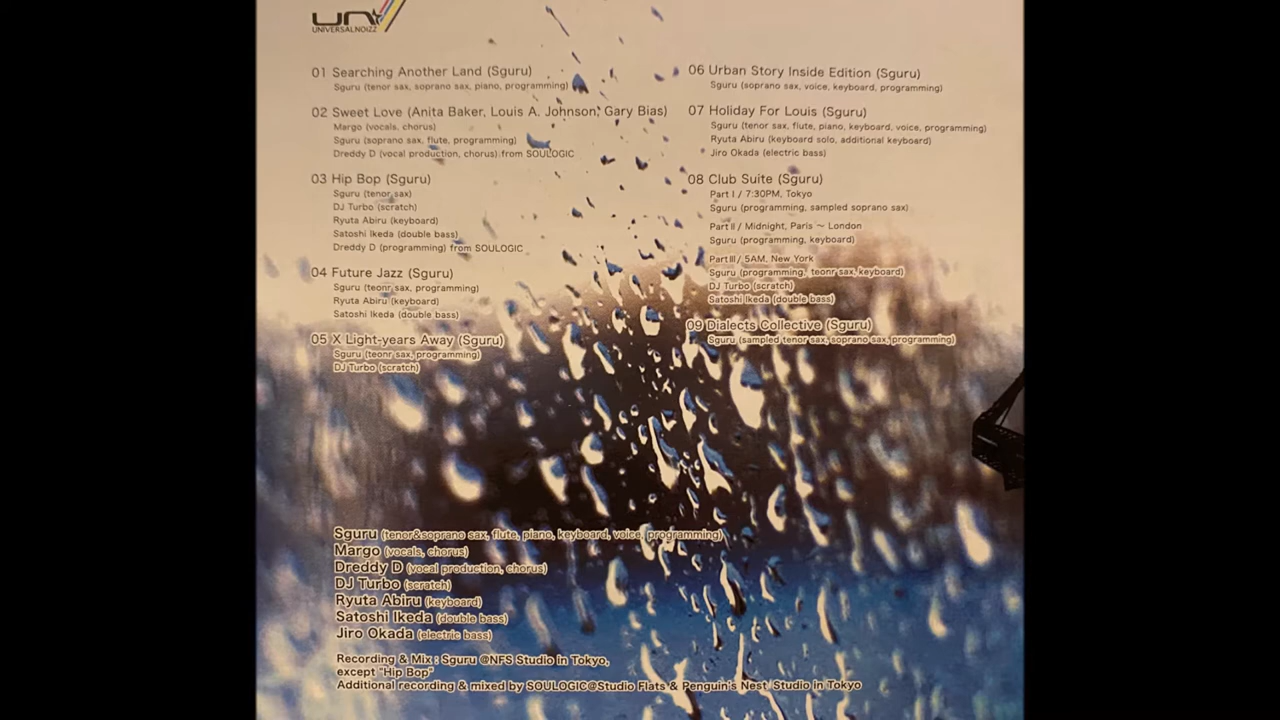 UN
UNIVERSALNOIZZ
01 Searching Another Land (Sguru)
Sguru (tenor sax, soprano sax, piano, programming)
02 Sweet Love (Anita Baker, Louis A. Johnson, Gary Bias)
Margo (vocals, chorus)
Sguru (soprano sax, flute, programming)
Dreddy D (vocal production, chorus) from SOULOGIC
03 Hip Bop (Sguru)
Sguru (tenor sax)
DJ Turbo (scratch)
Ryuta Abiru (keyboard)
Satoshi Ikeda (double bass)
Dreddy D (programming) from SOULOGIC
04 Future Jazz (Sguru)
Sguru (teonr sax, programming)
Ryuta Abiru (keyboard)
Satoshi Ikeda (double bass)
05 X Light-years Away (Sguru)
Sguru (teonr sax, programming)
DJ Turbo (scratch)
06 Urban Story Inside Edition (Sguru)
Sguru (soprano sax, voice, keyboard, programming)
07 Holiday For Louis (Sguru)
Sguru (tenor sax, flute, piano, keyboard, voice, programming)
Ryuta Abiru (keyboard solo, additional keyboard)
Jiro Okada (electric bass)
08 Club Suite (Sguru)
Part I / 7:30PM, Tokyo
Sguru (programming, sampled soprano sax)
Part II / Midnight, Paris ～ London
Sguru (programming, keyboard)
Part III / 5AM, New York
Sguru (programming, teonr sax, keyboard)
DJ Turbo (scratch)
Satoshi Ikeda (double bass)
09 Dialects Collective (Sguru)
Sguru (sampled tenor sax, soprano sax, programming)
Sguru (tenor&soprano sax, flute, piano, keyboard, voice, programming)
Margo (vocals, chorus)
Dreddy D (vocal production, chorus)
DJ Turbo (scratch)
Ryuta Abiru (keyboard)
Satoshi Ikeda (double bass)
Jiro Okada (electric bass)
Recording & Mix : Sguru @NFS Studio in Tokyo,
except "Hip Bop"
Additional recording & mixed by SOULOGIC@Studio Flats & Penguin's Nest Studio in Tokyo